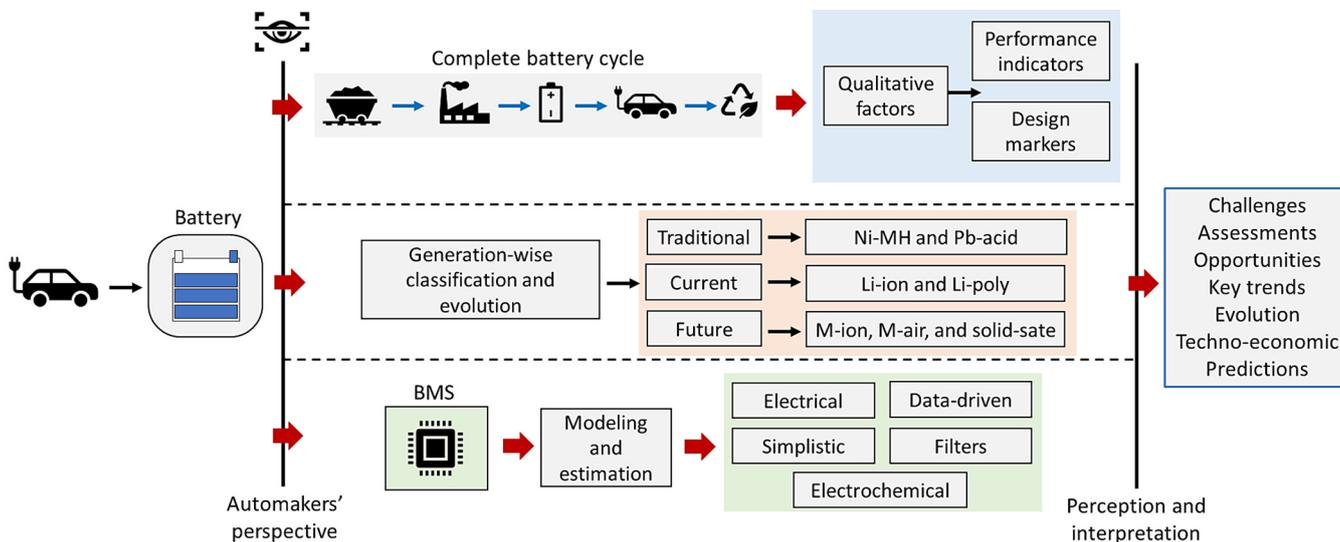 Complete battery cycle
Qualitative
factors
Performance
indicators
Design
markers
Battery
Generation-wise
classification and
evolution
Traditional
Ni-MH and Pb-acid
Current
Li-ion and Li-poly
Future
M-ion, M-air, and solid-sate
BMS
Modeling
and
estimation
Electrical
Data-driven
Simplistic
Filters
Electrochemical
Automakers’
perspective
Perception and
interpretation
Challenges
Assessments
Opportunities
Key trends
Evolution
Techno-economic
Predictions